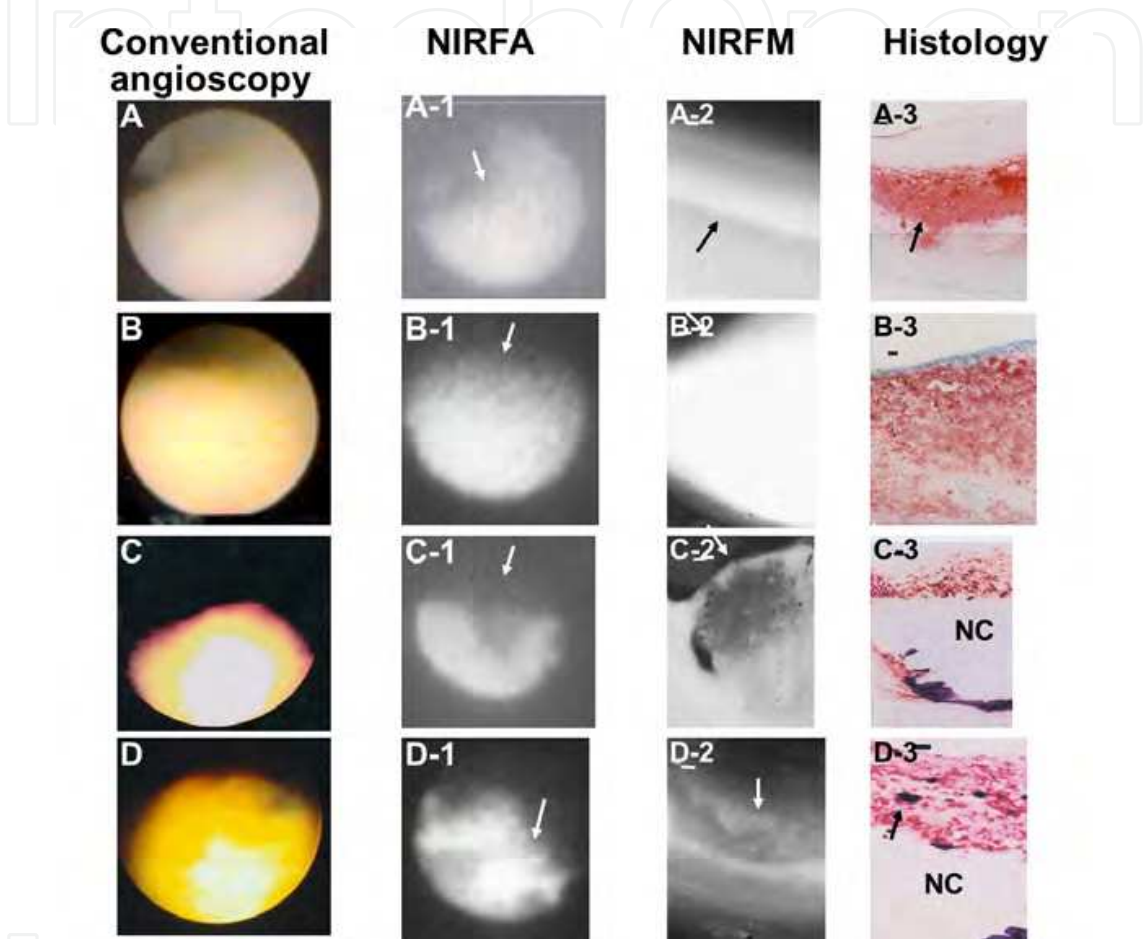 Conventional
angioscopy
NIRFA
NIRFM
Histology
A
A-1
A-2
A-3
B
B-1
B-2
B-3
C
C-1
C-2
C-3
NC
D
D-1
D-2
D-3
NC